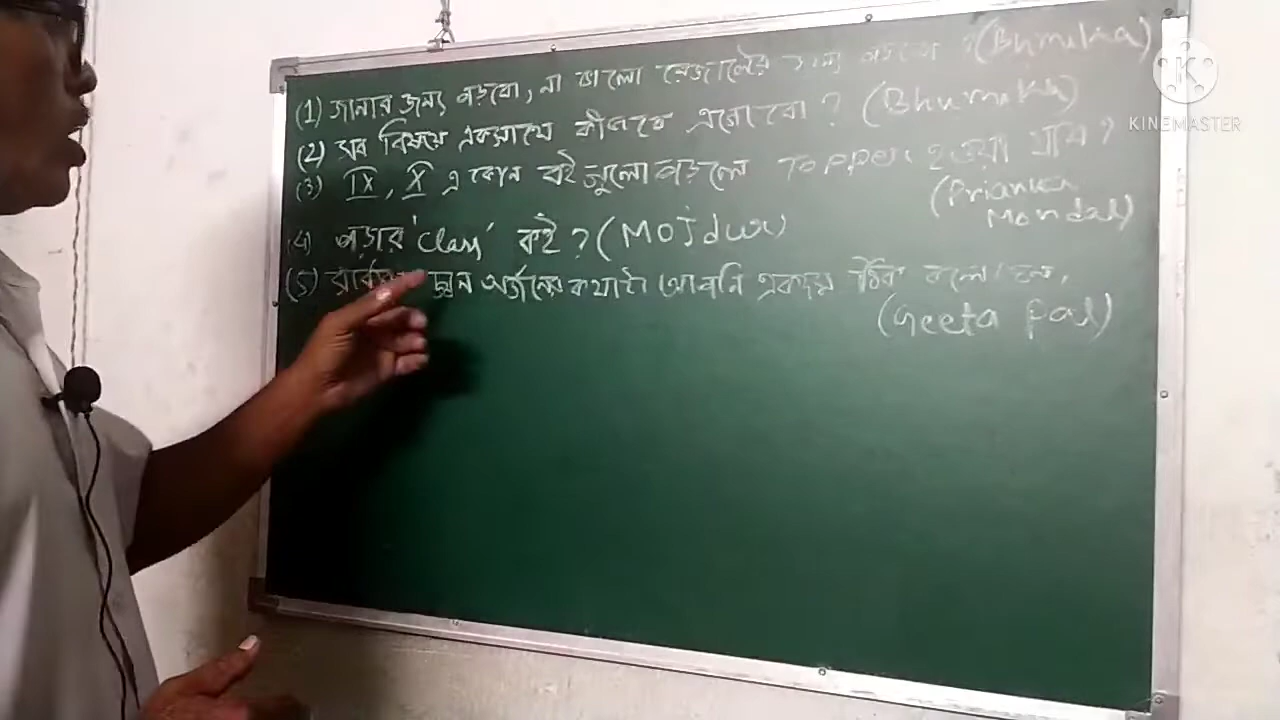 (1) জানার জন্য পড়বো, না ভালো রেজাল্টের জন্য পড়বো ? (Bhumika)
(2) সব বিষয়ে একসাথে কীভাবে এগোবো ? (Bhumika)
(3) IX, X এ কোন বই গুলো পড়লে Topper হওয়া যাবে ?
(Prianka Mondal)
(4) পড়ার 'Class' কই ? (Mojdur)
(5) জ্ঞান অর্জনের কথাটা আপনি একদম ঠিক বলেছেন,
(Geeta Pal)
KINEMASTER